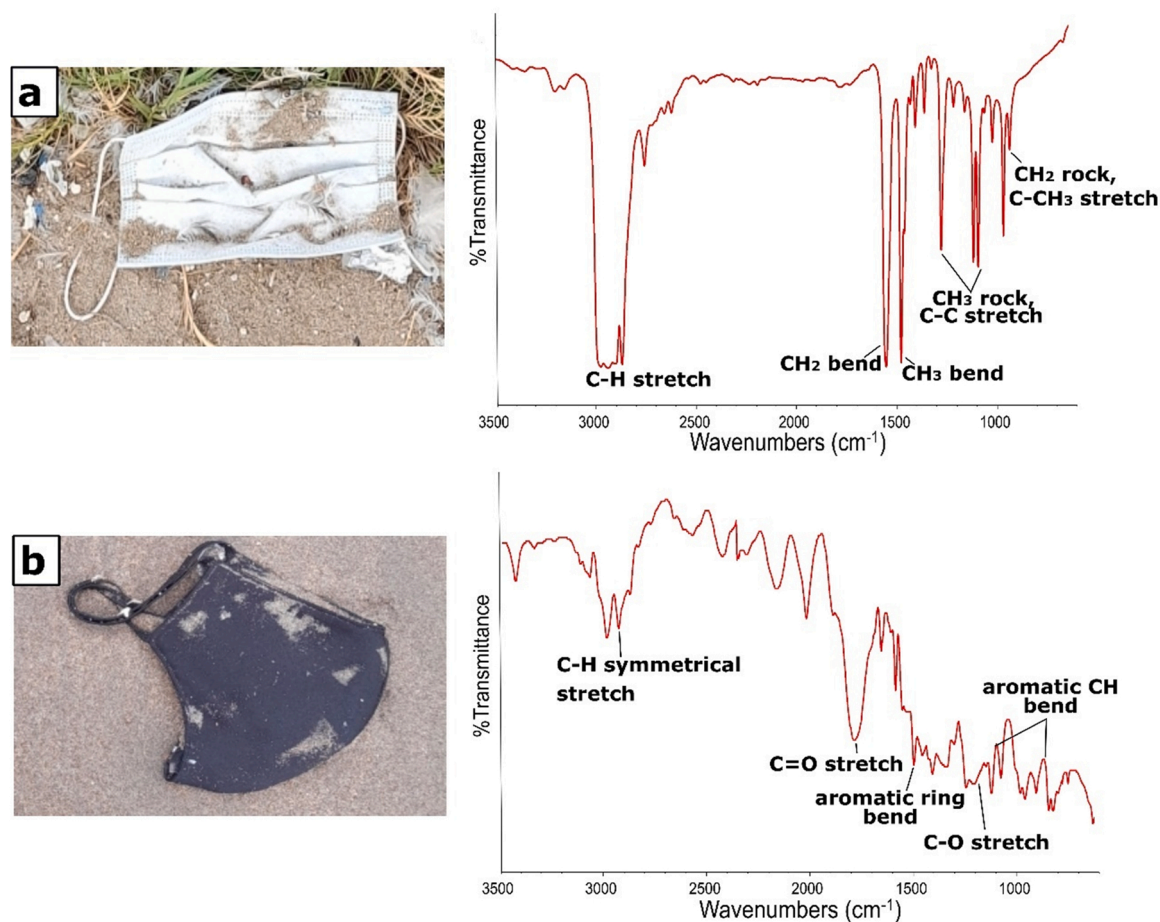 a
%Transmittance
C-H stretch
CH₂ bend
CH₃ bend
CH₃ rock,
C-C stretch
CH₂ rock,
C-CH₃ stretch
3500 3000 2500 2000 1500 1000
Wavenumbers (cm⁻¹)
b
%Transmittance
C-H symmetrical
stretch
C=O stretch
aromatic ring
bend
C-O stretch
aromatic CH
bend
3500 3000 2500 2000 1500 1000
Wavenumbers (cm⁻¹)